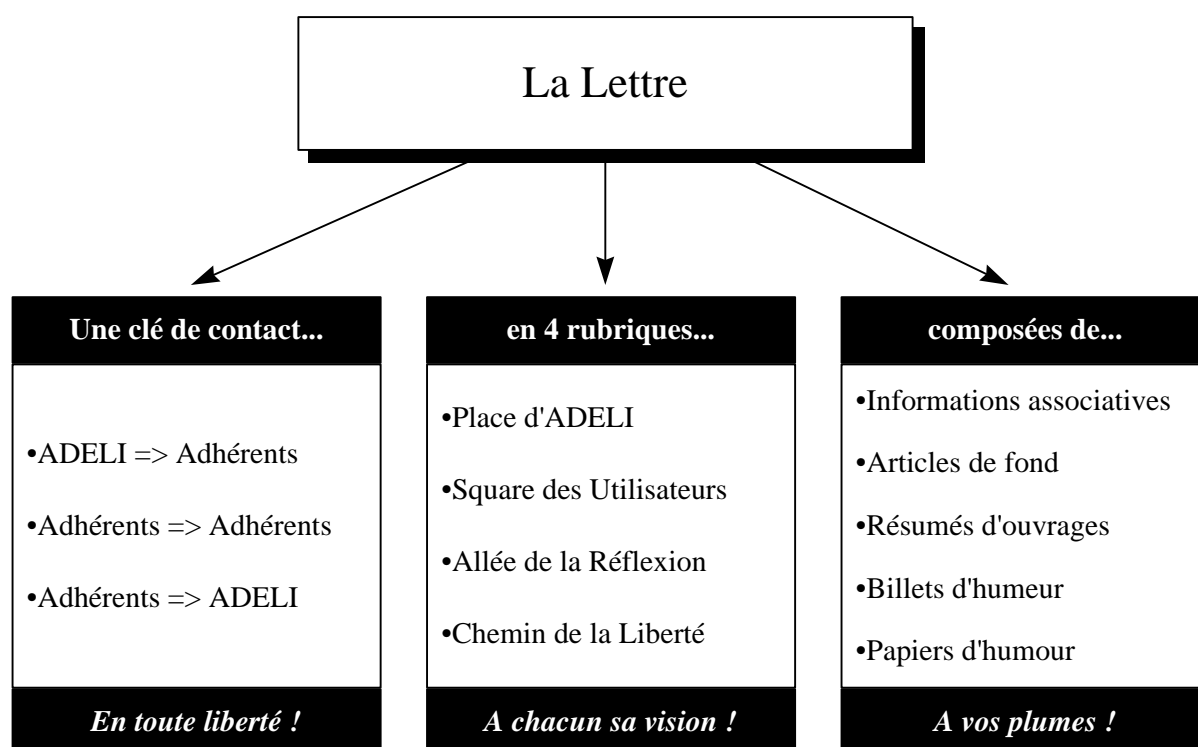 La Lettre
Une clé de contact...
•ADELI => Adhérents
•Adhérents => Adhérents
•Adhérents => ADELI
En toute liberté !
en 4 rubriques...
•Place d'ADELI
•Square des Utilisateurs
•Allée de la Réflexion
•Chemin de la Liberté
A chacun sa vision !
composées de...
•Informations associatives
•Articles de fond
•Résumés d'ouvrages
•Billets d'humeur
•Papiers d'humour
A vos plumes !